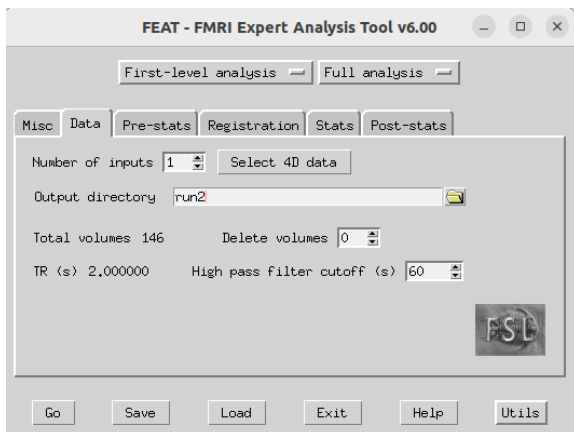 FEAT - FMRI Expert Analysis Tool v6.00
First-level analysis Full analysis
Misc Data Pre-stats Registration Stats Post-stats
Number of inputs 1 Select 4D data
Output directory run2
Total volumes 146 Delete volumes 0
TR (s) 2.000000 High pass filter cutoff (s) 60
FSL
Go Save Load Exit Help Utils